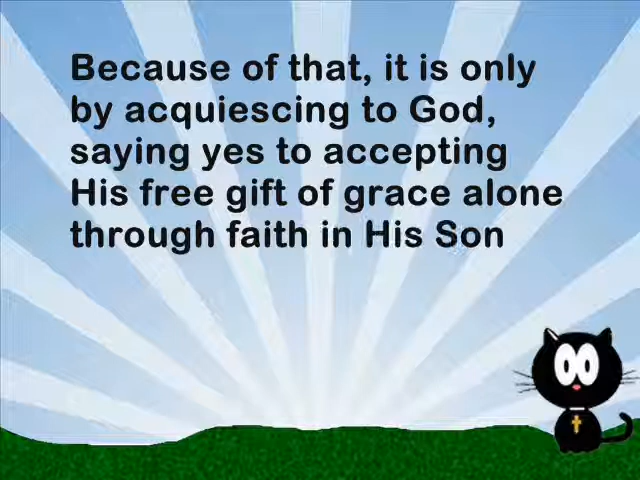 Because of that, it is only
by acquiescing to God,
saying yes to accepting
His free gift of grace alone
through faith in His Son